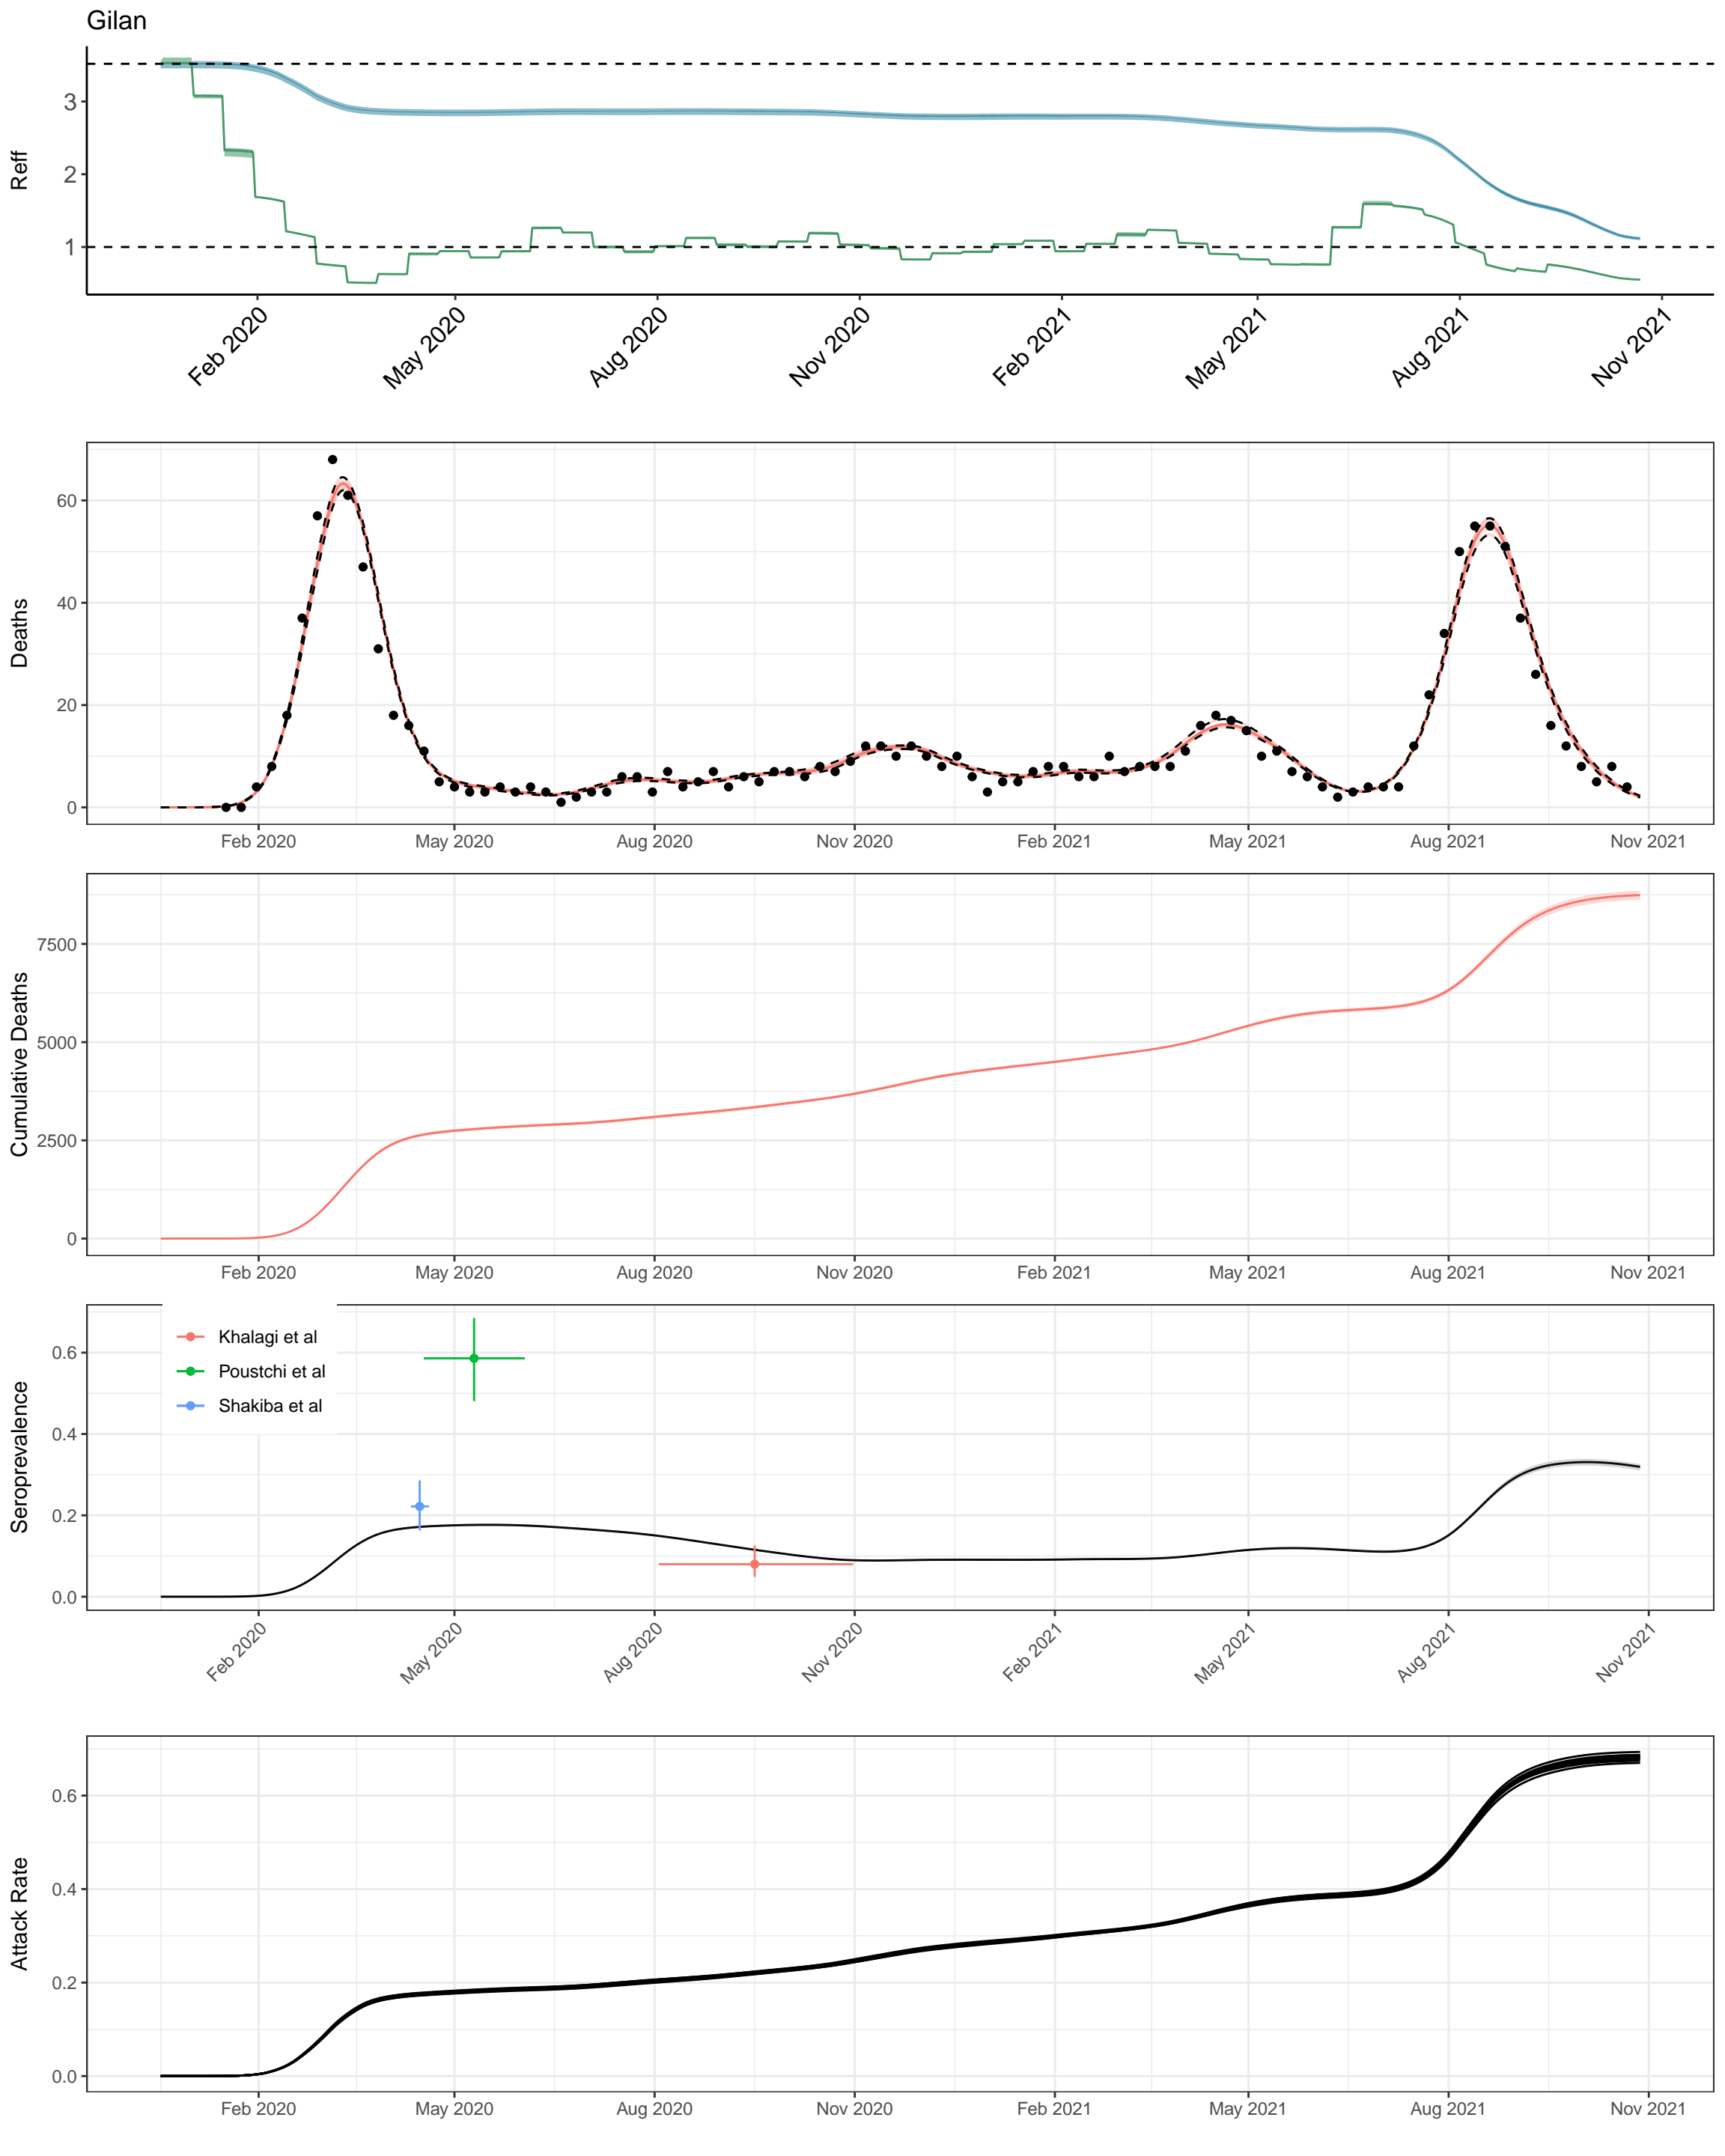 Gilan
Reff
3
2
1
Feb 2020
May 2020
Aug 2020
Nov 2020
Feb 2021
May 2021
Aug 2021
Nov 2021
Deaths
60
40
20
0
Feb 2020
May 2020
Aug 2020
Nov 2020
Feb 2021
May 2021
Aug 2021
Nov 2021
Cumulative Deaths
7500
5000
2500
0
Feb 2020
May 2020
Aug 2020
Nov 2020
Feb 2021
May 2021
Aug 2021
Nov 2021
Seroprevalence
Khalagi et al
Poustchi et al
Shakiba et al
0.6
0.4
0.2
0.0
Feb 2020
May 2020
Aug 2020
Nov 2020
Feb 2021
May 2021
Aug 2021
Nov 2021
Attack Rate
0.6
0.4
0.2
0.0
Feb 2020
May 2020
Aug 2020
Nov 2020
Feb 2021
May 2021
Aug 2021
Nov 2021